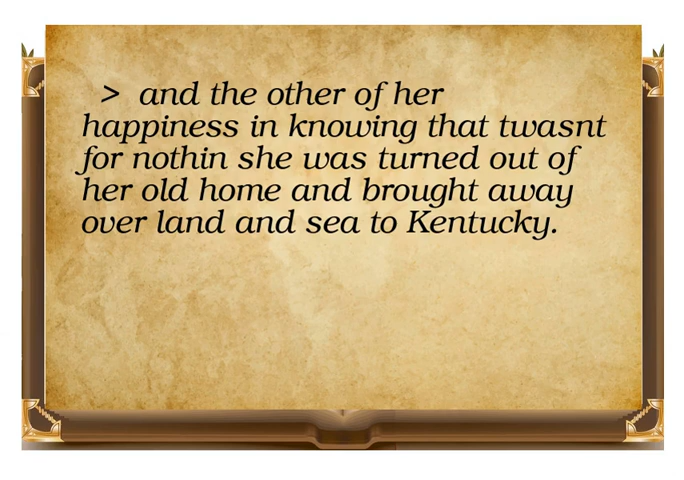 > and the other of her
happiness in knowing that twasnt
for nothin she was turned out of
her old home and brought away
over land and sea to Kentucky.